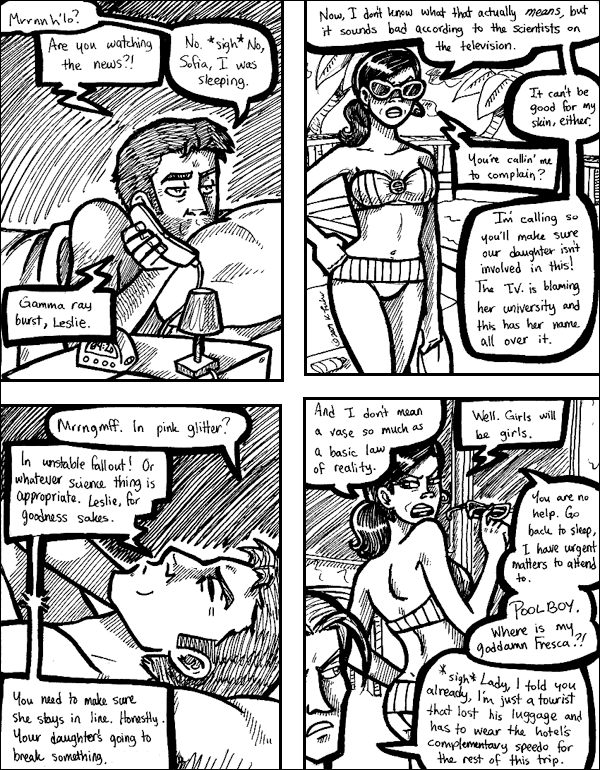 Mrrnnh'lo?
Are you watching
the news?!
No. *sigh* No,
Sofia, I was
sleeping.
Gamma ray
burst, Leslie.
Now, I don't know what that actually means, but
it sounds bad according to the scientists on
the television.
It can't be
good for my
skin, either.
You're callin' me
to complain?
I'm calling so
you'll make sure
our daughter isn't
involved in this!
The T.V. is blaming
her university and
this has her name
all over it.
Mrrngmff. In pink glitter?
In unstable fallout! Or
whatever science thing is
appropriate. Leslie, for
goodness sakes.
You need to make sure
she stays in line. Honestly.
Your daughter's going to
break something.
And I don't mean
a vase so much as
a basic law
of reality.
Well. Girls will
be girls.
You are no
help. Go
back to sleep,
I have urgent
matters to attend
to.
POOLBOY.
Where is my
goddamn Fresca?!
*sigh* Lady, I told you
already, I'm just a tourist
that lost his luggage and
has to wear the hotel's
complementary speedo for
the rest of this trip.